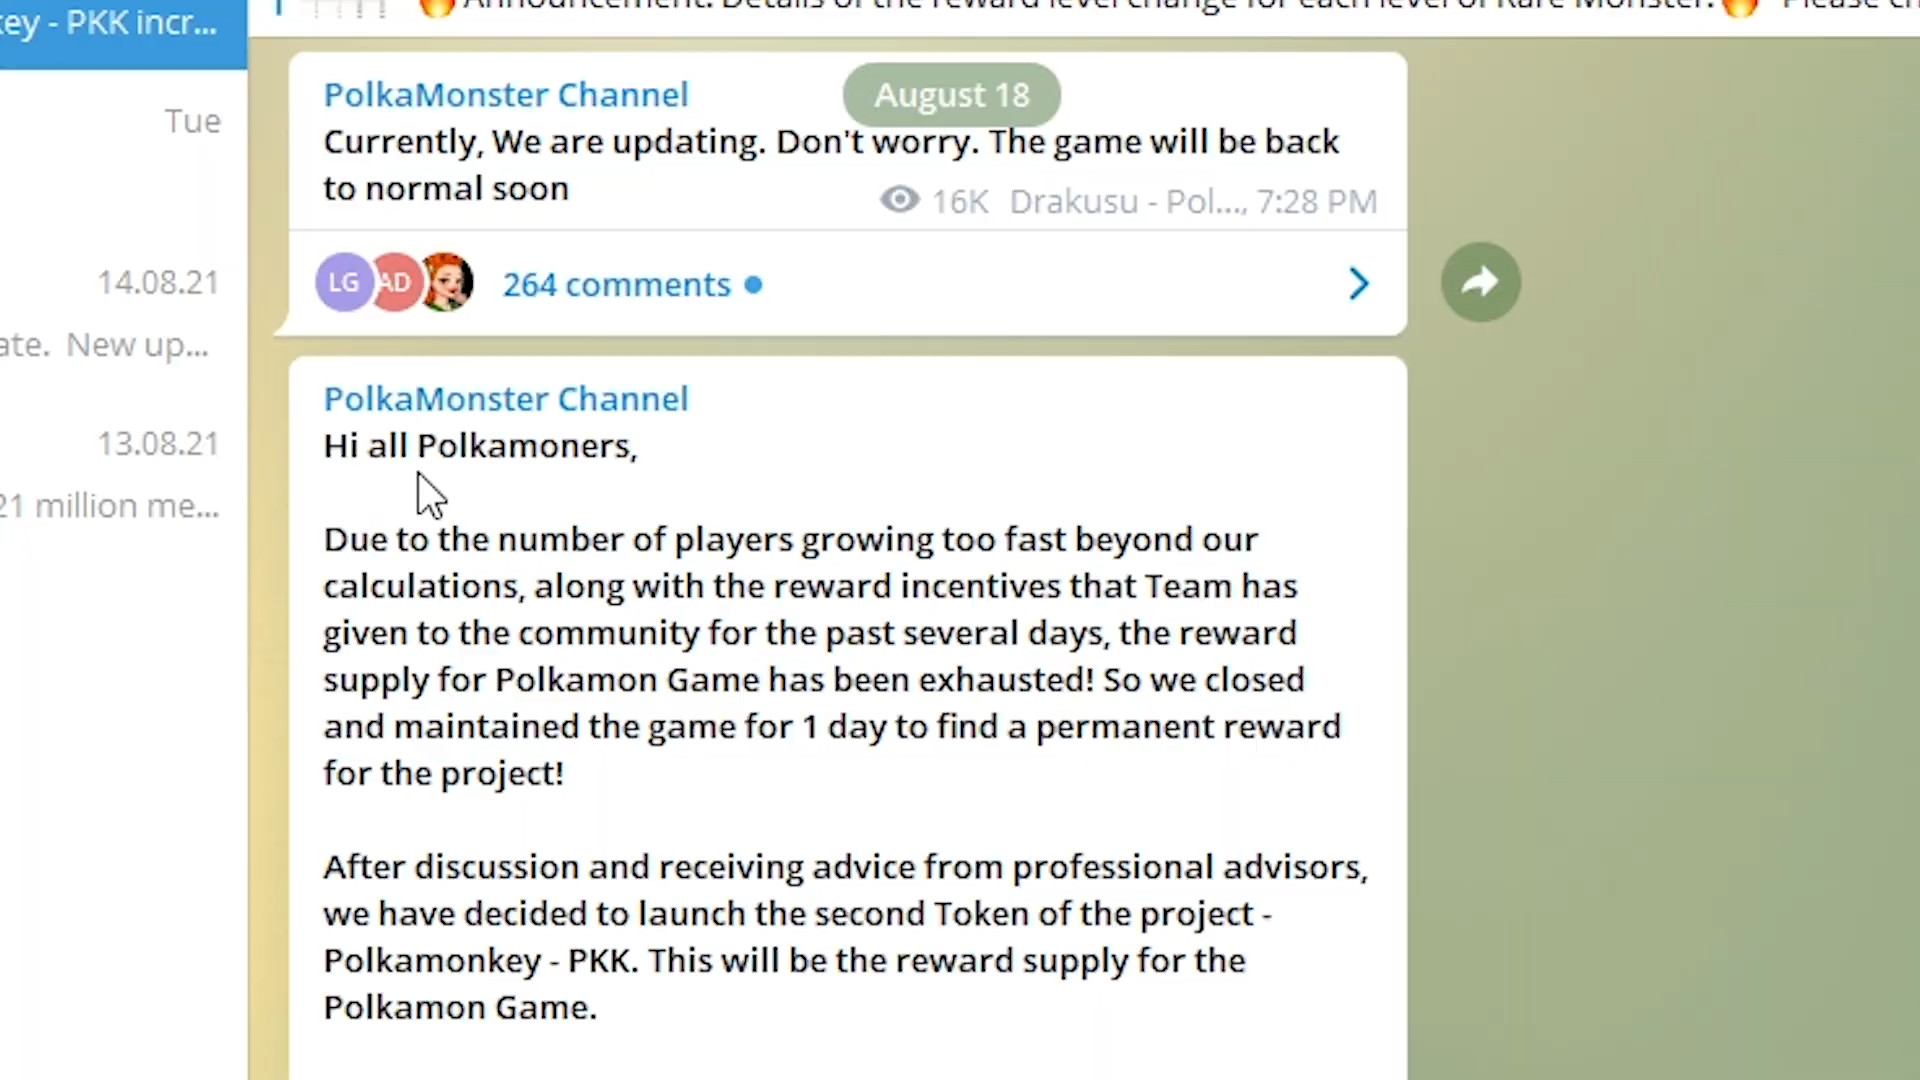 key - PKK incr...
Announcement: Details of the reward level change for each level of Rare Monster!
Tue
14.08.21
ate. New up...
13.08.21
21 million me...
August 18
PolkaMonster Channel
Currently, We are updating. Don't worry. The game will be back
to normal soon
16K Drakusu - Pol..., 7:28 PM
LG AD
264 comments
PolkaMonster Channel
Hi all Polkamoners,
Due to the number of players growing too fast beyond our
calculations, along with the reward incentives that Team has
given to the community for the past several days, the reward
supply for Polkamon Game has been exhausted! So we closed
and maintained the game for 1 day to find a permanent reward
for the project!
After discussion and receiving advice from professional advisors,
we have decided to launch the second Token of the project -
Polkamonkey - PKK. This will be the reward supply for the
Polkamon Game.